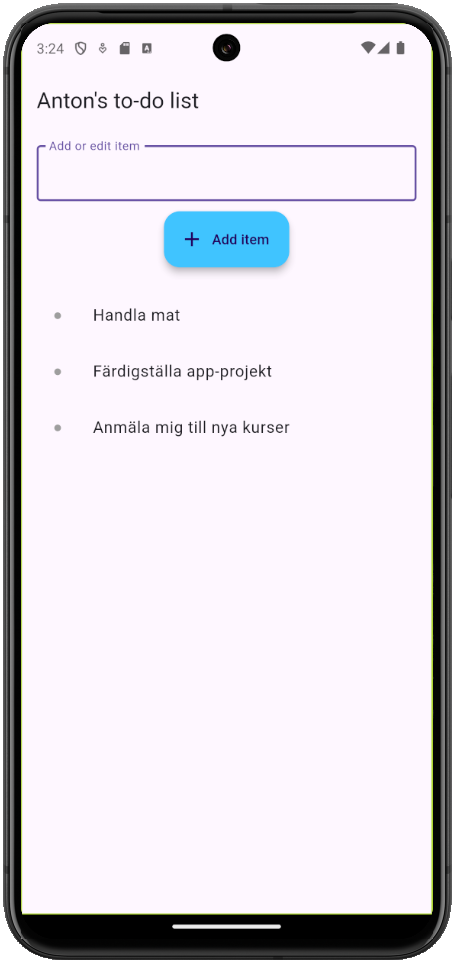 3:24
Anton's to-do list
Add or edit item
Add item
Handla mat
Färdigställa app-projekt
Anmäla mig till nya kurser